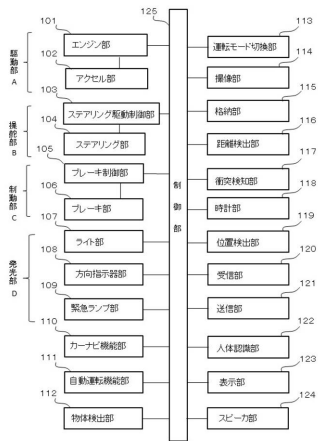 125
101
エンジン部
102
アクセル部
駆動部 A
103
ステアリング駆動制御部
104
ステアリング部
操舵部 B
105
ブレーキ制御部
106
ブレーキ部
制動部 C
107
ライト部
108
方向指示器部
109
緊急ランプ部
発光部 D
110
カーナビ機能部
111
自動運転機能部
112
物体検出部
制御部
113
運転モード切換部
114
撮像部
115
格納部
116
距離検出部
117
衝突検知部
118
時計部
119
位置検出部
120
受信部
121
送信部
122
人体認識部
123
表示部
124
スピーカ部